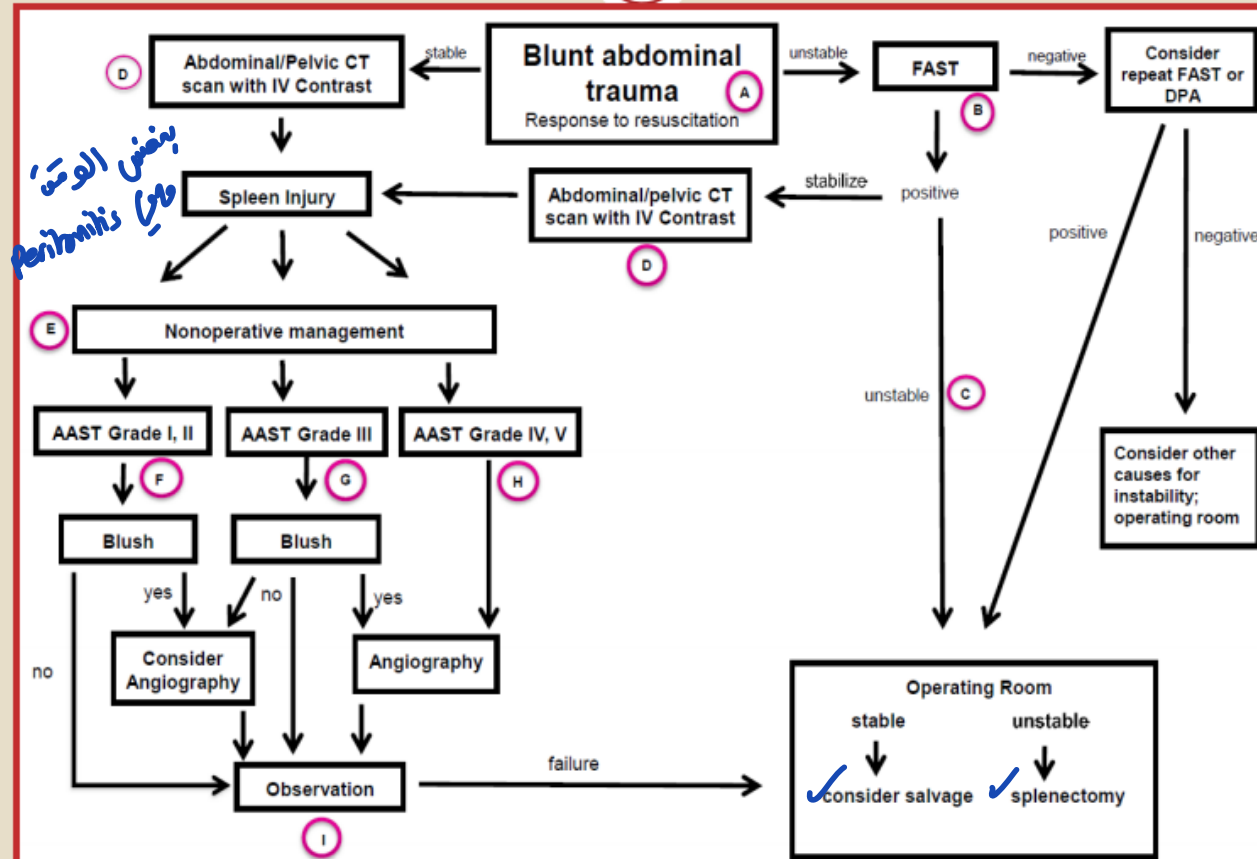 Blunt abdominal
trauma
Response to resuscitation
A
stable
Abdominal/Pelvic CT
scan with IV Contrast
D
unstable
FAST
B
negative
Consider
repeat FAST or
DPA
Spleen Injury
بنفس الوقت
peritonitis
Abdominal/pelvic CT
scan with IV Contrast
D
stabilize
positive
positive
negative
E
Nonoperative management
AAST Grade I, II
AAST Grade III
AAST Grade IV, V
F
G
H
unstable
C
Consider other
causes for
instability;
operating room
Blush
Blush
yes
no
yes
no
Consider
Angiography
Angiography
Observation
I
failure
Operating Room
stable
unstable
consider salvage
splenectomy